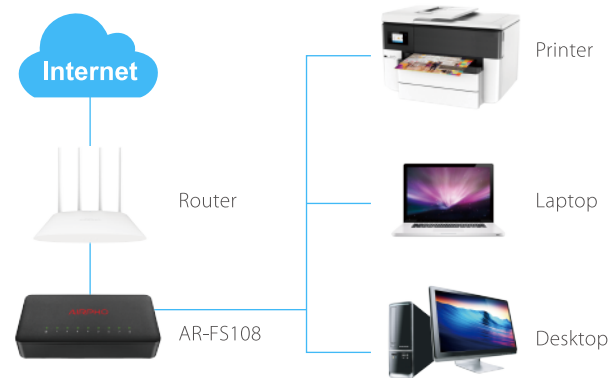 Internet
Printer
Router
Laptop
AR-FS108
Desktop